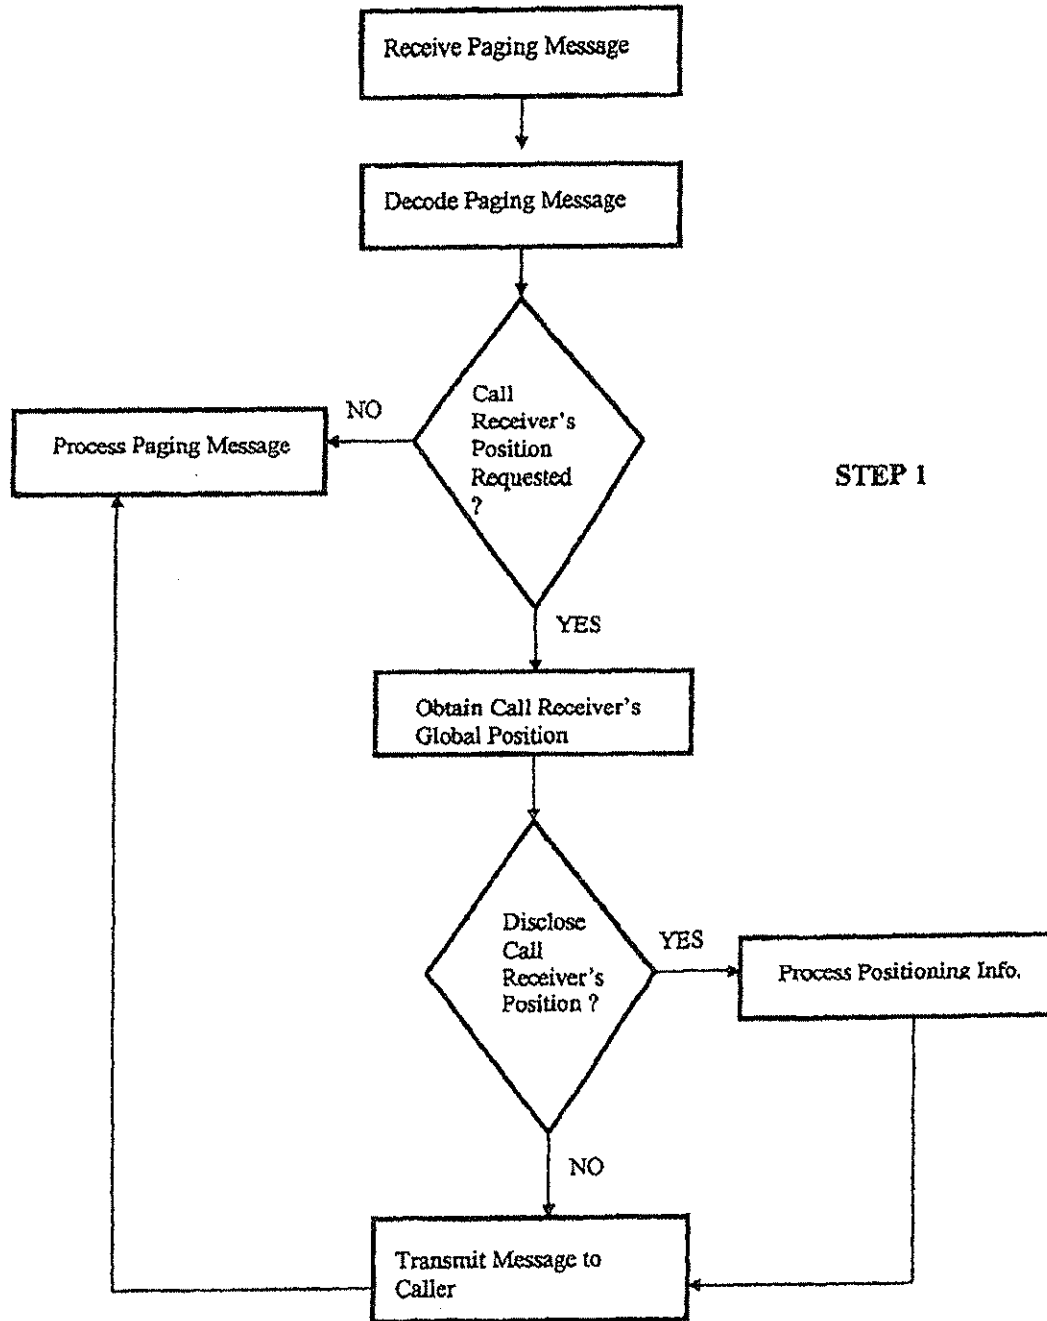 Receive Paging Message
Decode Paging Message
Call
Receiver's
Position
Requested
?
NO
Process Paging Message
STEP 1
YES
Obtain Call Receiver's
Global Position
Disclose
Call
Receiver's
Position ?
YES
Process Positioning Info.
NO
Transmit Message to
Caller